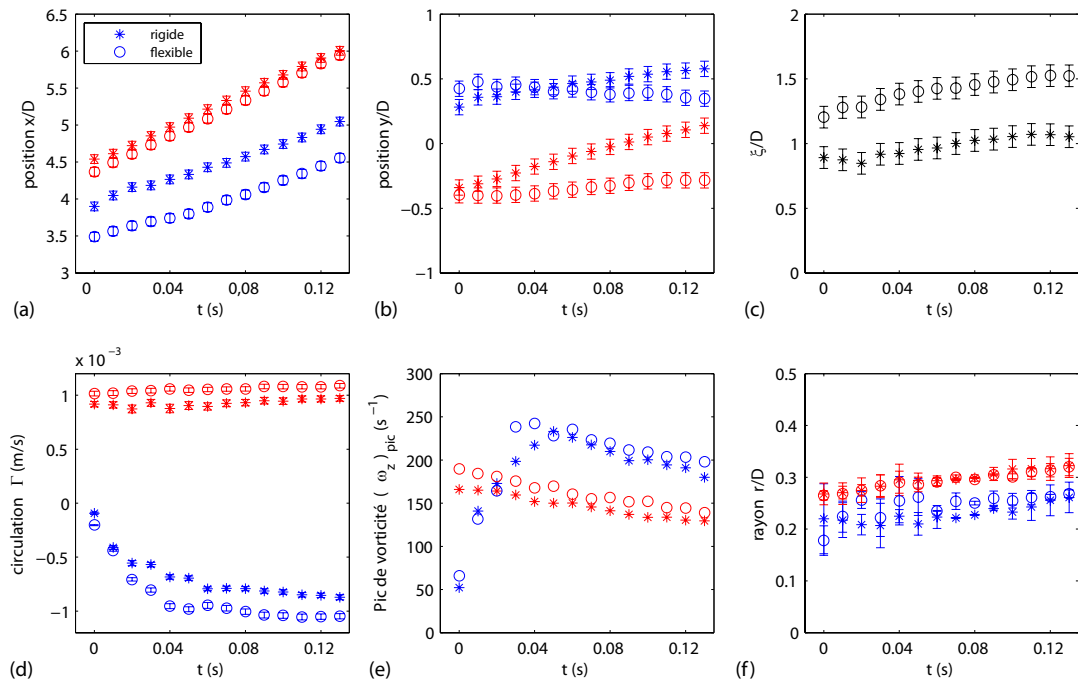 6.5
6
5.5
5
4.5
4
3.5
3
position x/D
rigide
flexible
0 0.04 0,08 0.12
t (s)
(a)
1
0.5
0
−0.5
−1
position y/D
0 0.04 0.08 0.12
t (s)
(b)
2
1.5
1
0.5
0
ξ/D
0 0.04 0.08 0.12
t (s)
(c)
x 10 −3
1
0.5
0
−0.5
−1
circulation Γ (m/s)
0 0.04 0.08 0.12
t (s)
(d)
300
250
200
150
100
50
0
Pic de vorticité ( ω z ) pic (s −1 )
0 0.04 0.08 0.12
t (s)
(e)
0.5
0.4
0.3
0.2
0.1
0
rayon r/D
0 0.04 0.08 0.12
t (s)
(f)